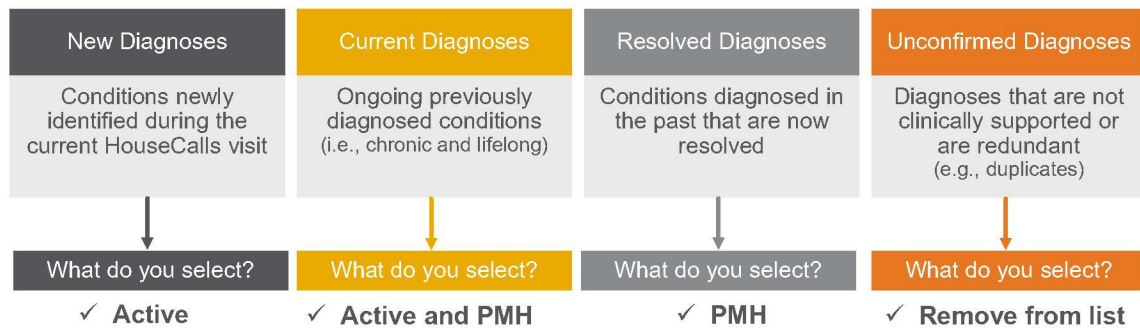 New Diagnoses
Conditions newly
identified during the
current HouseCalls visit
What do you select?
✓ Active
Current Diagnoses
Ongoing previously
diagnosed conditions
(i.e., chronic and lifelong)
What do you select?
✓ Active and PMH
Resolved Diagnoses
Conditions diagnosed in
the past that are now
resolved
What do you select?
✓ PMH
Unconfirmed Diagnoses
Diagnoses that are not
clinically supported or
are redundant
(e.g., duplicates)
What do you select?
✓ Remove from list